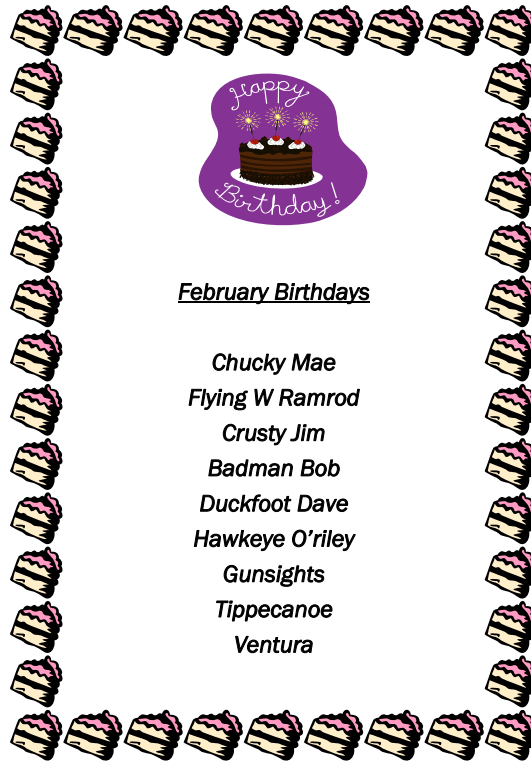 Happy
Birthday!
February Birthdays
Chucky Mae
Flying W Ramrod
Crusty Jim
Badman Bob
Duckfoot Dave
Hawkeye O’riley
Gunsights
Tippecanoe
Ventura